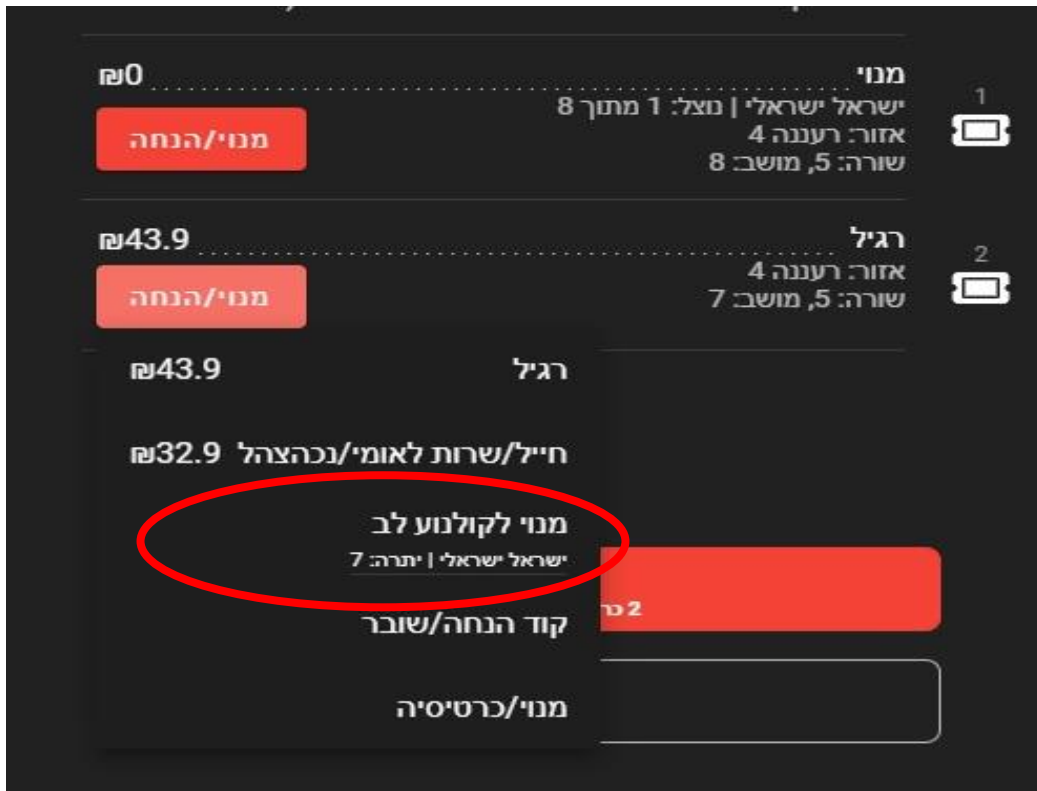 מנוי ₪0
1
ישראל ישראלי | נוצל: 1 מתוך 8
אזור: רעננה 4
שורה: 5, מושב: 8
מנוי/הנחה
רגיל ₪43.9
2
אזור: רעננה 4
שורה: 5, מושב: 7
מנוי/הנחה
רגיל ₪43.9
חייל/שרות לאומי/נכהצהל ₪32.9
מנוי לקולנוע לב
ישראל ישראלי | יתרה: 7
קוד הנחה/שובר
2
מנוי/כרטיסיה